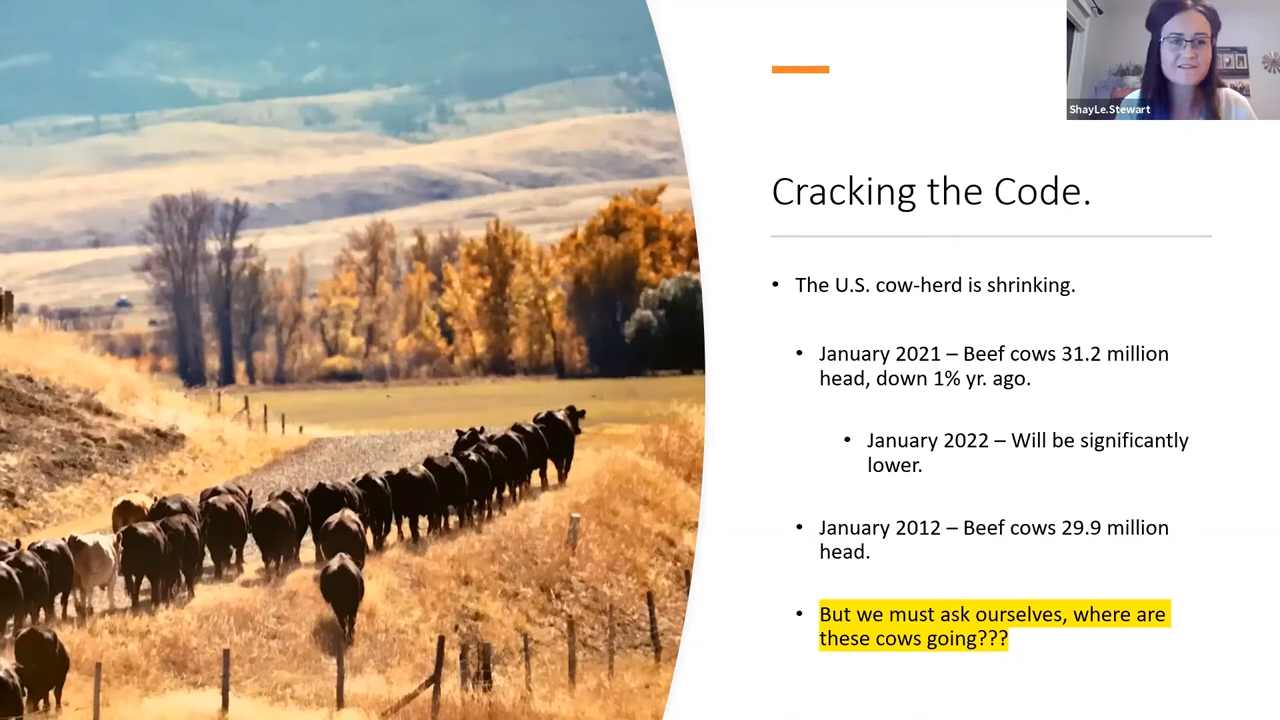 ShayLe.Stewart
Cracking the Code.
• The U.S. cow-herd is shrinking.
• January 2021 – Beef cows 31.2 million
head, down 1% yr. ago.
• January 2022 – Will be significantly
lower.
• January 2012 – Beef cows 29.9 million
head.
• But we must ask ourselves, where are
these cows going???